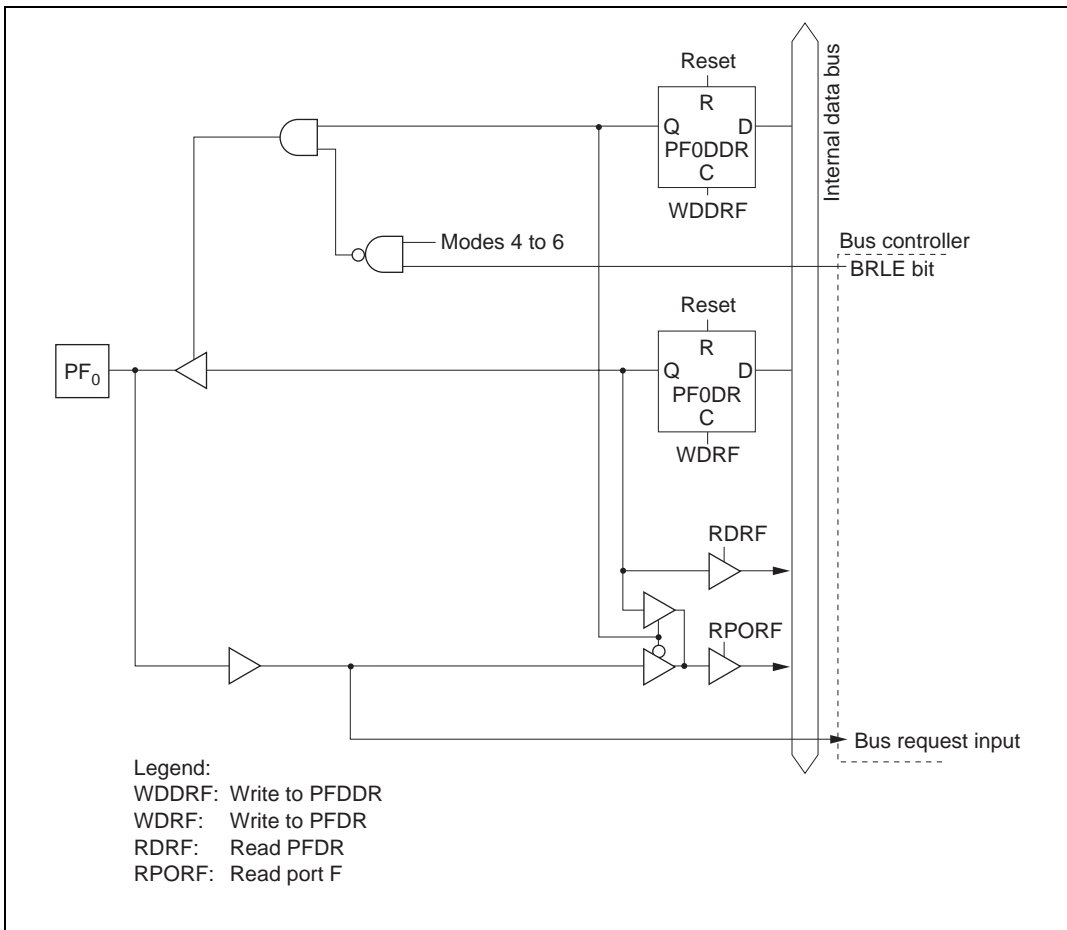 Reset
R
Q D
PF0DDR
C
WDDRF
Internal data bus
Modes 4 to 6
Bus controller
BRLE bit
Reset
R
Q D
PF0DR
C
WDRF
PF0
RDRF
RPORF
Bus request input
Legend:
WDDRF: Write to PFDDR
WDRF: Write to PFDR
RDRF: Read PFDR
RPORF: Read port F